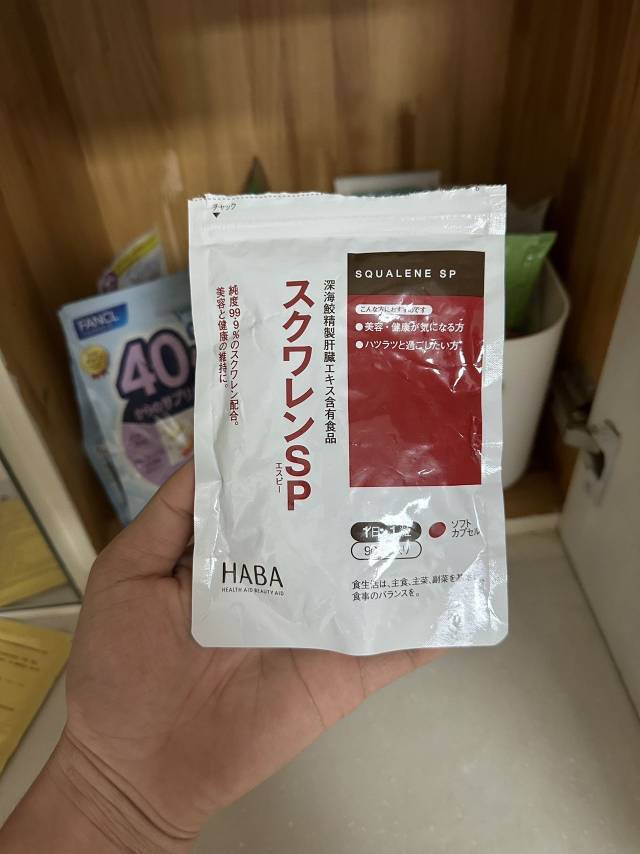 チャック
SQUALENE SP
こんな方におすすめです
●美容・健康が気になる方
●ハツラツと過ごしたい方
深海鮫精製肝臓エキス含有食品
スクワレンSP
エスピー
純度99.9%のスクワレン配合。
美容と健康の維持に。
ソフト
カプセル
HABA
HEALTH AID BEAUTY AID
食生活は、主食、主菜、副菜を
食事のバランスを。
FANCL
40